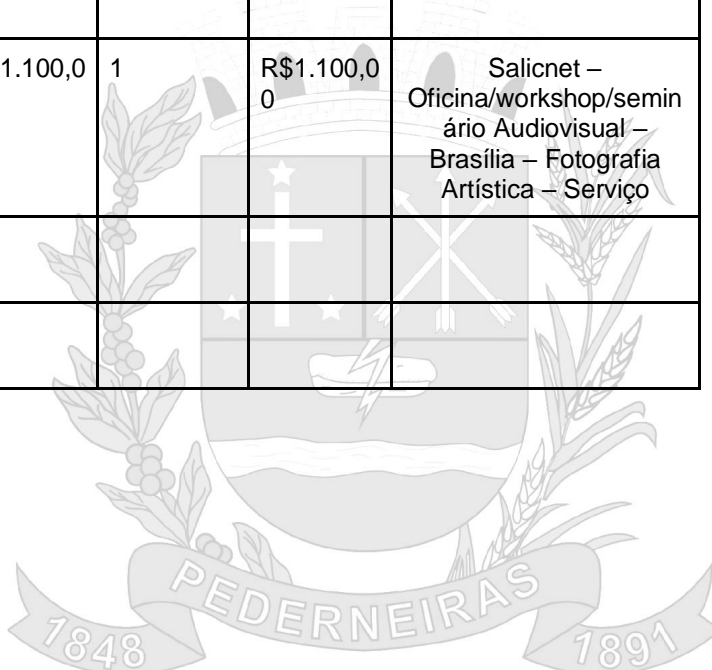 1.100,0 1 R$1.100,0 Salicnet –
0 Oficina/workshop/semin
ário Audiovisual –
Brasília – Fotografia
Artística – Serviço
PEDERNEIRAS
1848 1891